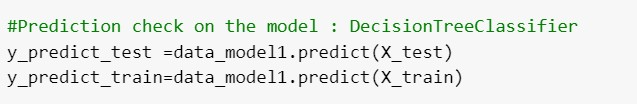 #Prediction check on the model : DecisionTreeClassifier
y_predict_test =data_model1.predict(X_test)
y_predict_train=data_model1.predict(X_train)